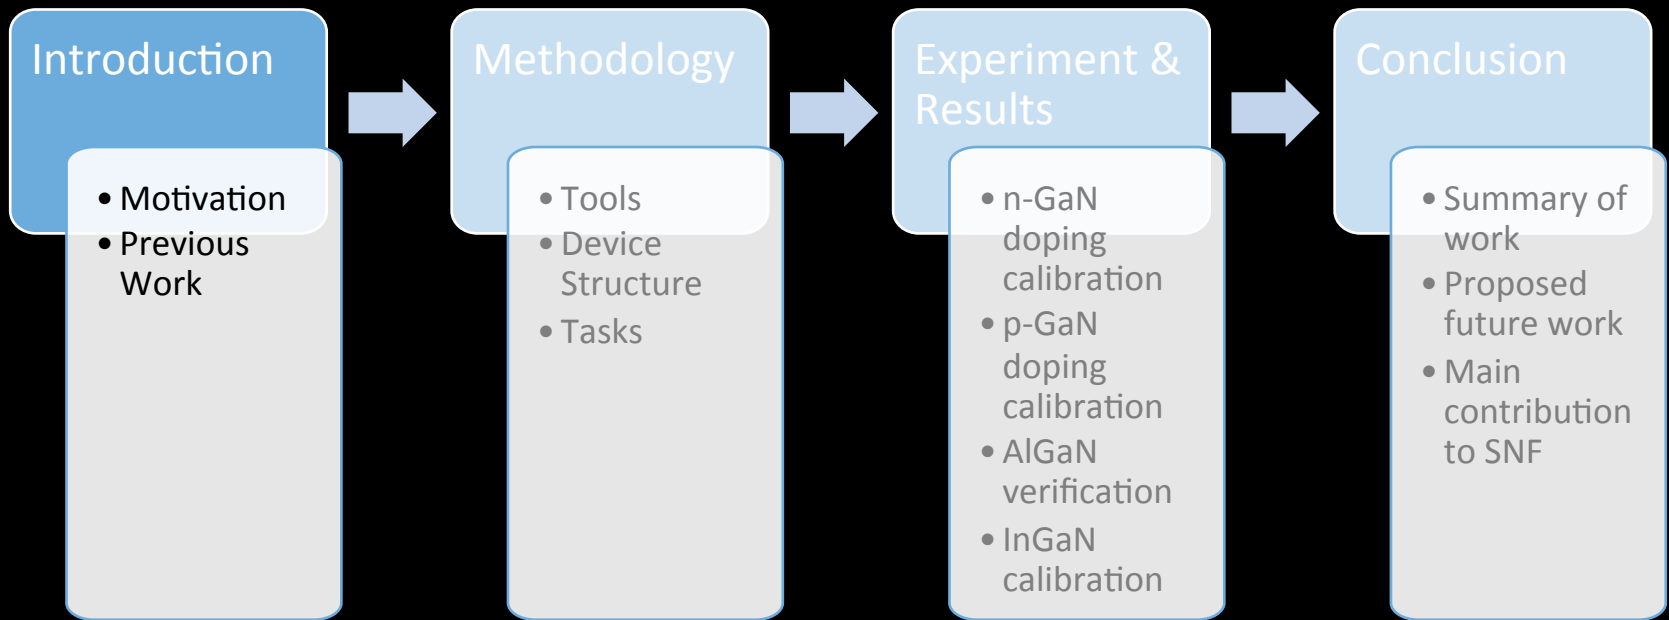 Introduction
• Motivation
• Previous
Work
Methodology
• Tools
• Device
Structure
• Tasks
Experiment &
Results
• n-GaN
doping
calibration
• p-GaN
doping
calibration
• AlGaN
verification
• InGaN
calibration
Conclusion
• Summary of
work
• Proposed
future work
• Main
contribution
to SNF